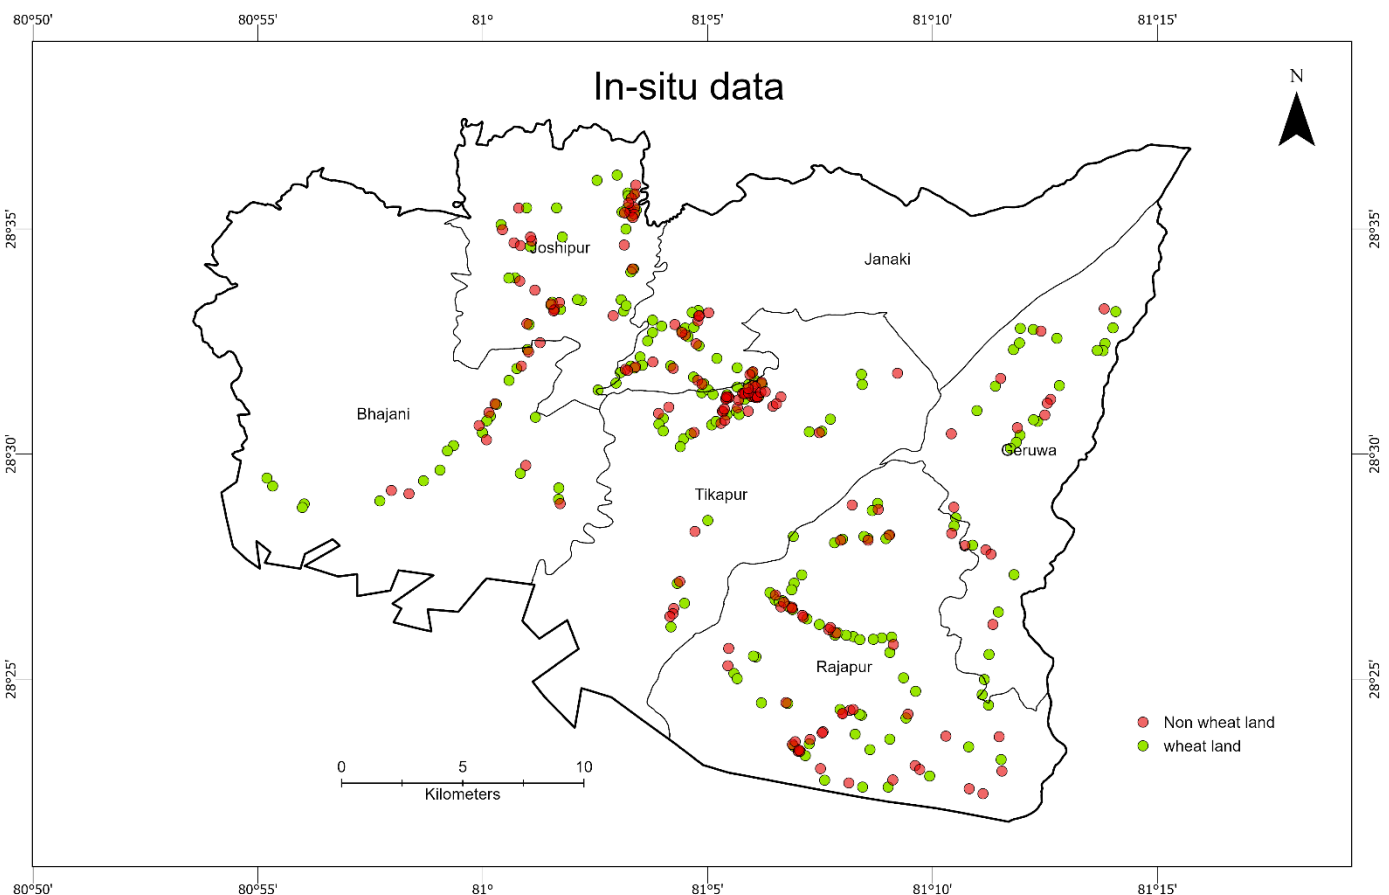 80°50' 80°55' 81° 81°5' 81°10' 81°15'
In-situ data
N
28°35' 28°35'
Joshipur
Janaki
Bhajani
28°30' 28°30'
Geruwa
Tikapur
Rajapur
28°25' 28°25'
Non wheat land
wheat land
0 5 10
Kilometers
80°50' 80°55' 81° 81°5' 81°10' 81°15'